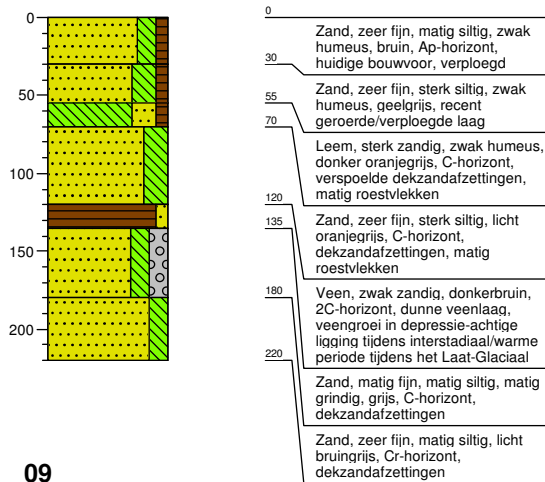 0
50
100
150
200
0
Zand, zeer fijn, matig siltig, zwak
humeus, bruin, Ap-horizont,
huidige bouwvoor, verploegd
30
Zand, zeer fijn, sterk siltig, zwak
humeus, geelgrijs, recent
geroerde/verploegde laag
55
70
Leem, sterk zandig, zwak humeus,
donker oranjegrijs, C-horizont,
verspoelde dekzandafzettingen,
matig roestvlekken
120
Zand, zeer fijn, sterk siltig, licht
oranjegrijs, C-horizont,
dekzandafzettingen, matig
roestvlekken
135
180
Veen, zwak zandig, donkerbruin,
2C-horizont, dunne veenlaag,
veengroei in depressie-achtige
ligging tijdens interstadiaal/warme
periode tijdens het Laat-Glaciaal
220
Zand, matig fijn, matig siltig, matig
grindig, grijs, C-horizont,
dekzandafzettingen
Zand, zeer fijn, matig siltig, licht
bruingrijs, Cr-horizont,
dekzandafzettingen
09